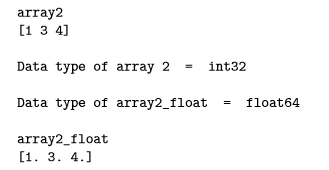 array2
[1 3 4]
Data type of array 2  =  int32
Data type of array2_float  =  float64
array2_float
[1. 3. 4.]